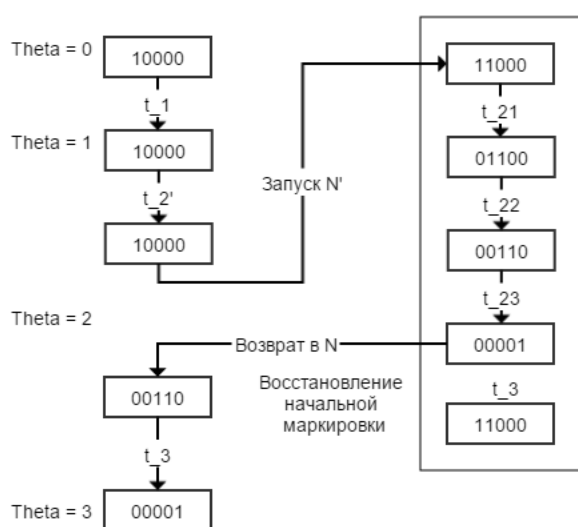 Theta = 0
10000
t_1
Theta = 1
10000
t_2'
10000
Запуск N'
11000
t_21
01100
t_22
00110
t_23
00001
Theta = 2
Возврат в N
Восстановление
начальной
маркировки
t_3
11000
00110
t_3
Theta = 3
00001